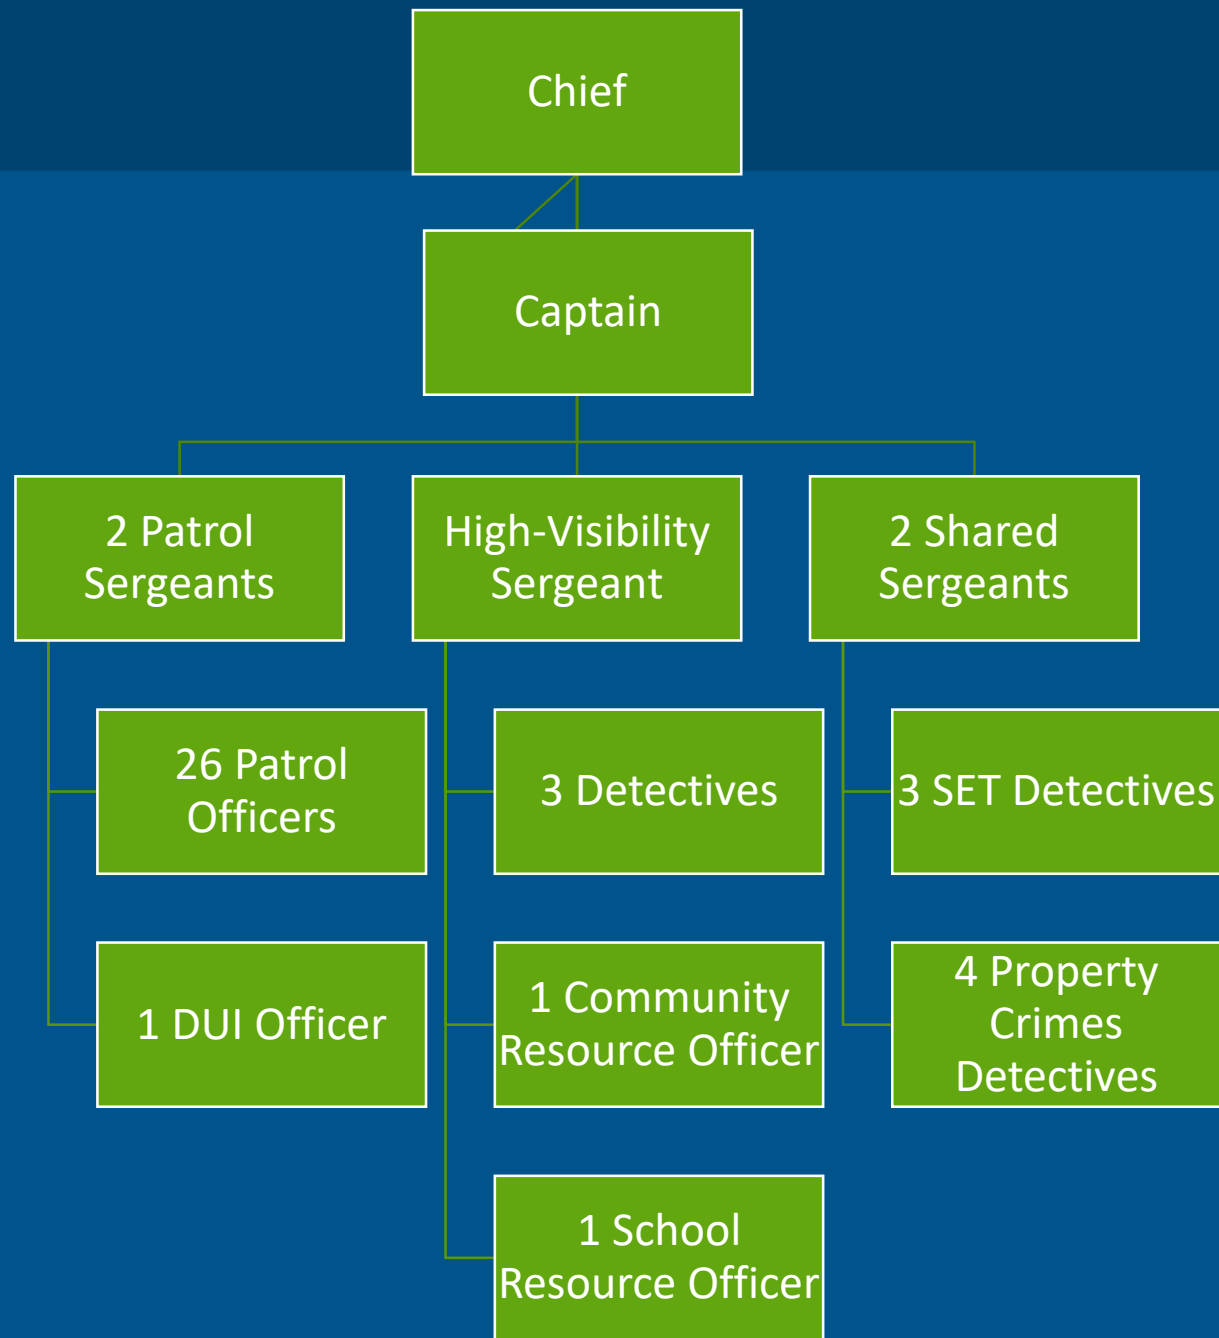 Chief
Captain
2 Patrol
Sergeants
High-Visibility
Sergeant
2 Shared
Sergeants
26 Patrol
Officers
3 Detectives
3 SET Detectives
1 DUI Officer
1 Community
Resource Officer
4 Property
Crimes
Detectives
1 School
Resource Officer